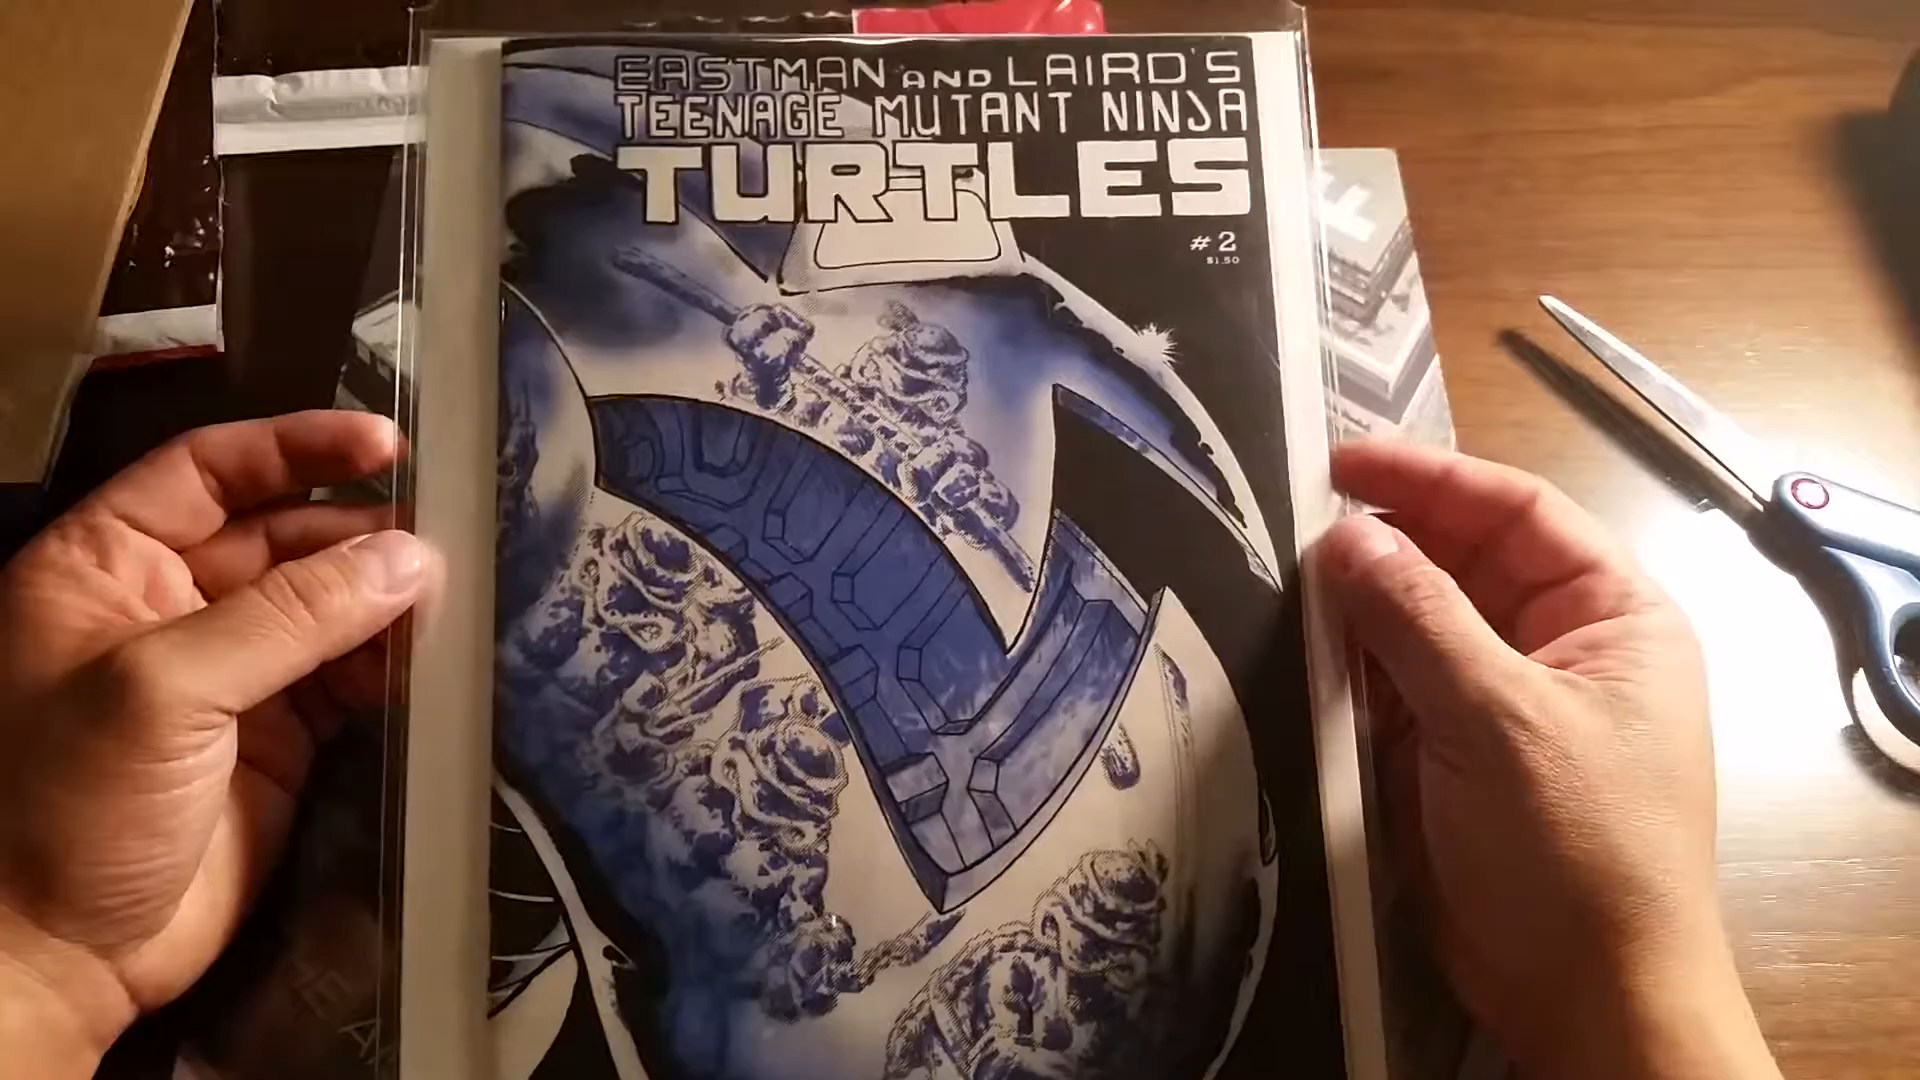 EASTMAN AND LAIRD'S
TEENAGE MUTANT NINJA
TURTLES
#2
$1.50